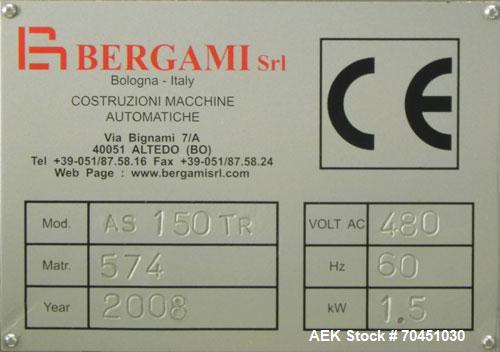 BERGAMI Srl
Bologna - Italy
COSTRUZIONI MACCHINE
AUTOMATICHE
Via Bignami 7/A
40051 ALTEDO (BO)
Tel +39-051/87.58.16 Fax +39-051/87.58.24
Web Page : www.bergamisrl.com
CE
Mod. AS 150 TR
Matr. 574
Year 2008
VOLT AC 480
Hz 60
kW 1.5
AEK Stock # 70451030